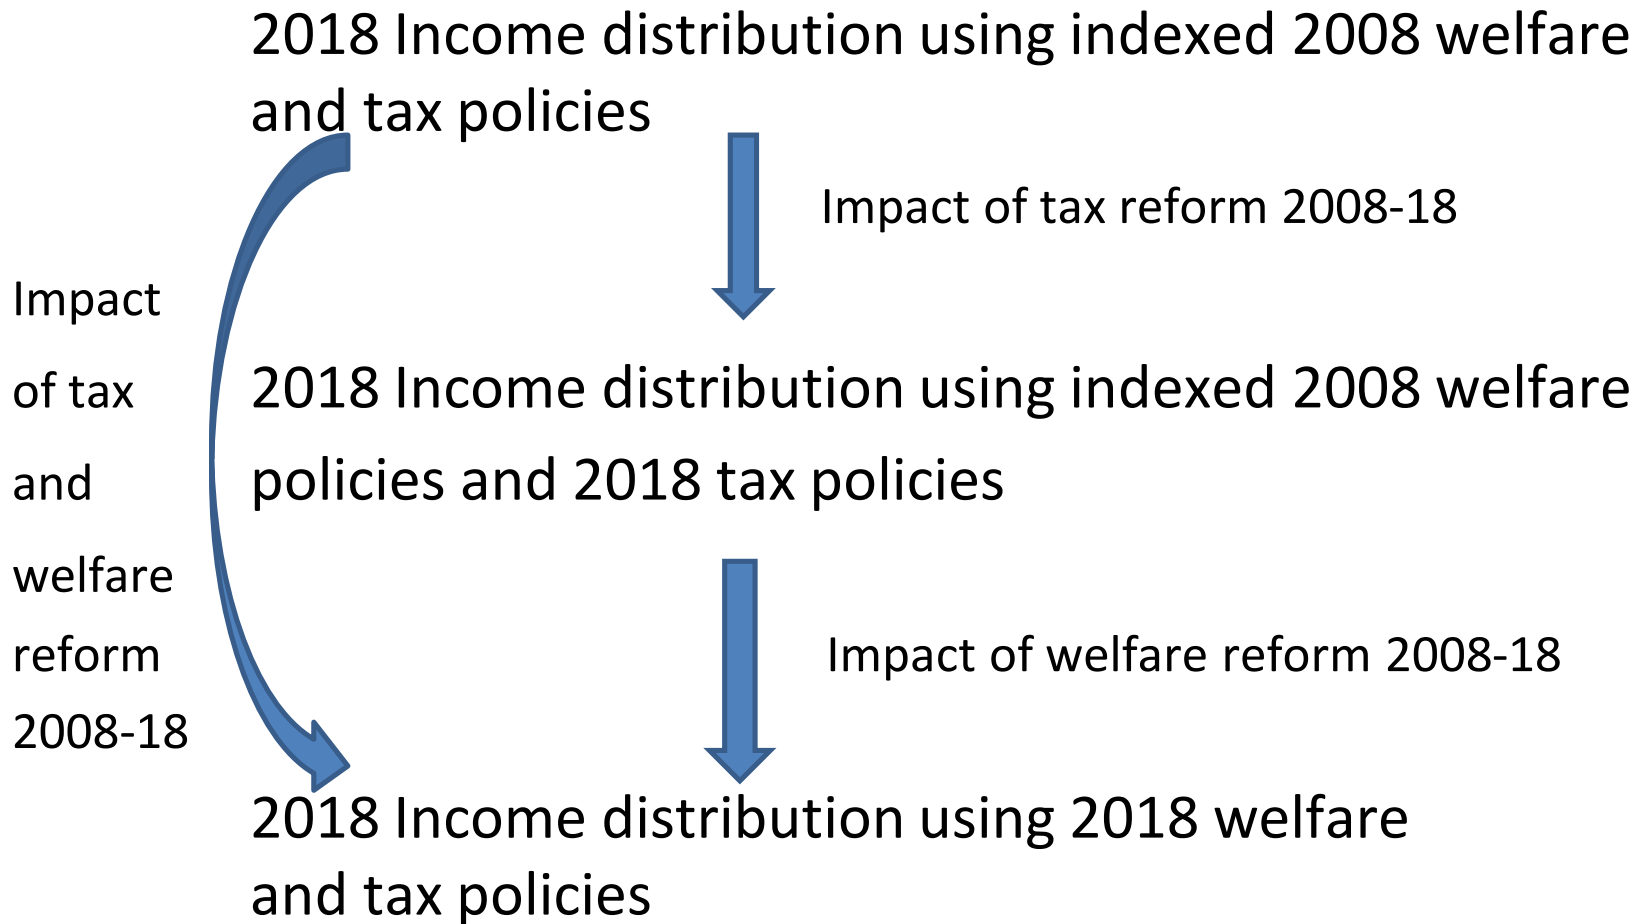 2018 Income distribution using indexed 2008 welfare
and tax policies
Impact of tax reform 2008-18
Impact
of tax
and
welfare
reform
2008-18
2018 Income distribution using indexed 2008 welfare
policies and 2018 tax policies
Impact of welfare reform 2008-18
2018 Income distribution using 2018 welfare
and tax policies